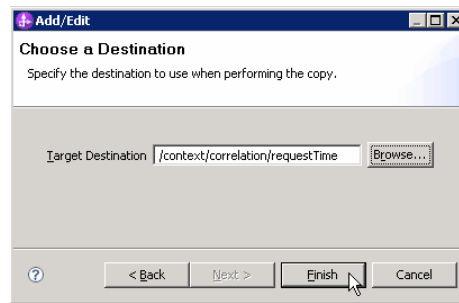 Add/Edit
Choose a Destination
Specify the destination to use when performing the copy.
Target Destination /context/correlation/requestTime Browse...
? < Back Next > Finish Cancel